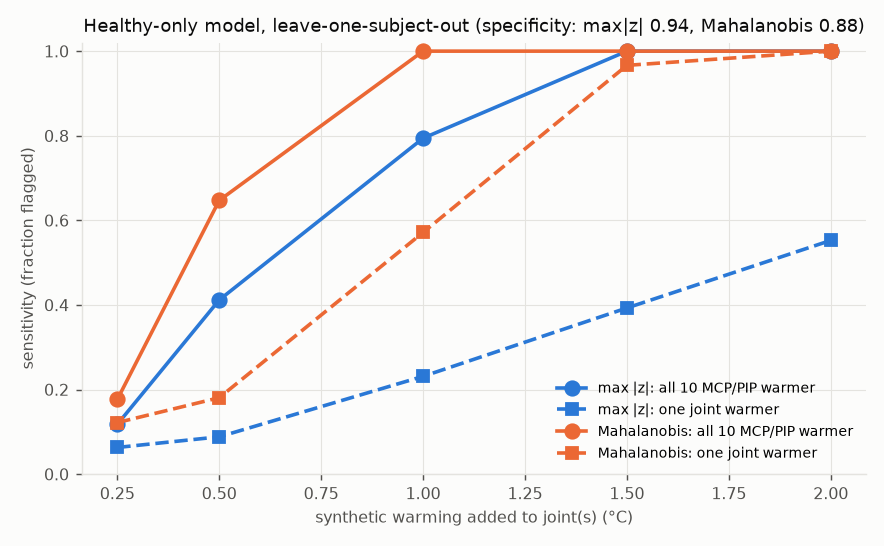 Healthy-only model, leave-one-subject-out (specificity: max|z| 0.94, Mahalanobis 0.88)
sensitivity (fraction flagged)
1.0
0.8
0.6
0.4
0.2
0.0
max |z|: all 10 MCP/PIP warmer
max |z|: one joint warmer
Mahalanobis: all 10 MCP/PIP warmer
Mahalanobis: one joint warmer
0.25 0.50 0.75 1.00 1.25 1.50 1.75 2.00
synthetic warming added to joint(s) (°C)